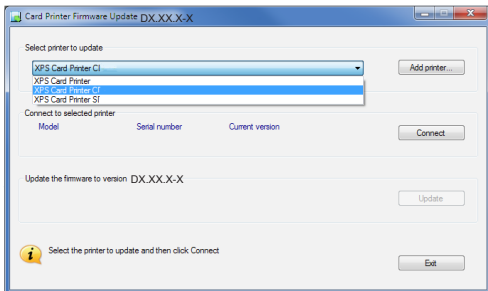 Card Printer Firmware Update DX.XX.X-X
Select printer to update
XPS Card Printer CI
Add printer...
XPS Card Printer
XPS Card Printer CI
XPS Card Printer SI
Connect to selected printer
Model Serial number Current version
Connect
Update the firmware to version DX.XX.X-X
Update
Select the printer to update and then click Connect
Exit